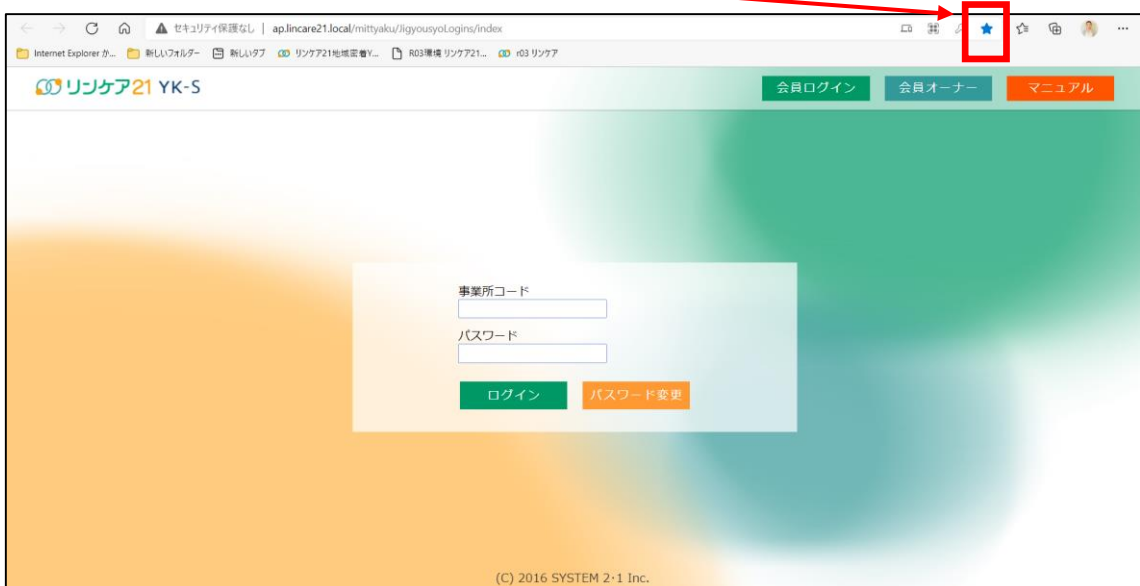 セキュリティ保護なし | ap.lincare21.local/mittyaku/JigyousyoLogins/index
Internet Explorer か... 新しいフォルダー 新しいタブ リンケア21地域密着Y... R03環境 リンケア21... r03 リンケア
リンケア21 YK-S 会員ログイン 会員オーナー マニュアル
事業所コード
パスワード
ログイン パスワード変更
(C) 2016 SYSTEM 2・1 Inc.